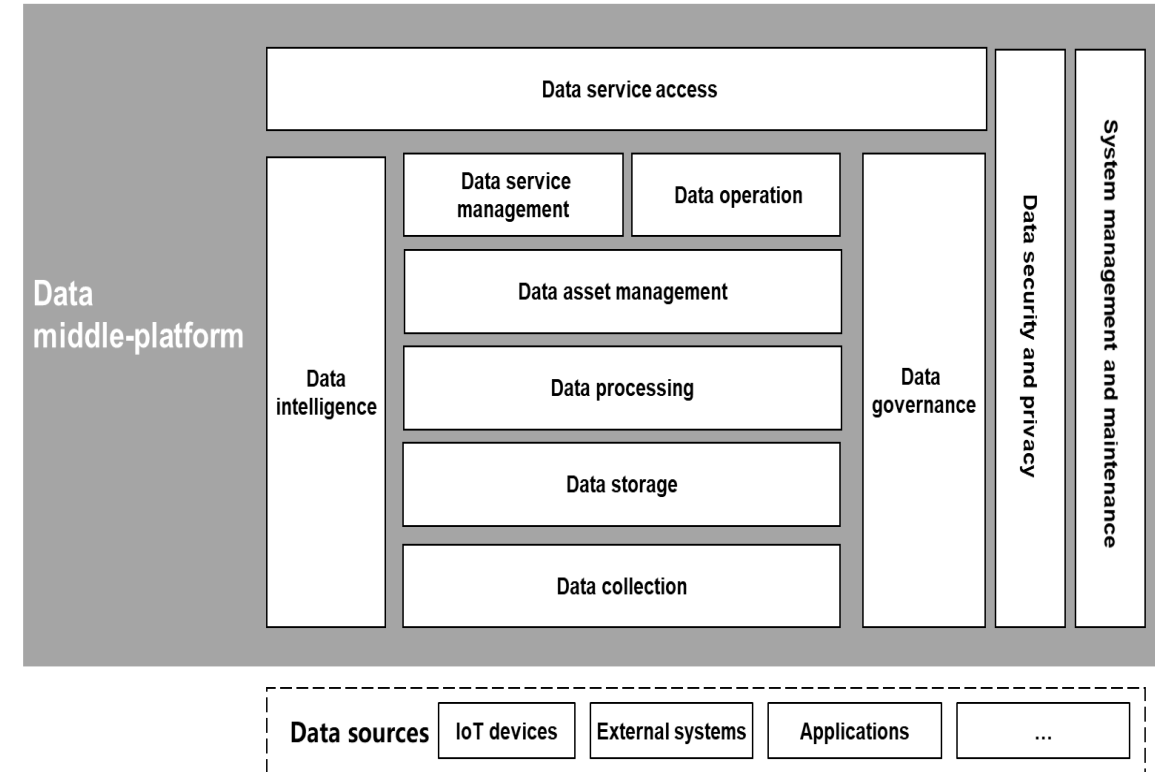 Data service access
Data service
management
Data operation
Data asset management
Data
middle-platform
Data
intelligence
Data processing
Data
governance
Data storage
Data collection
Data security and privacy
System management and maintenance
Data sources
IoT devices
External systems
Applications
...